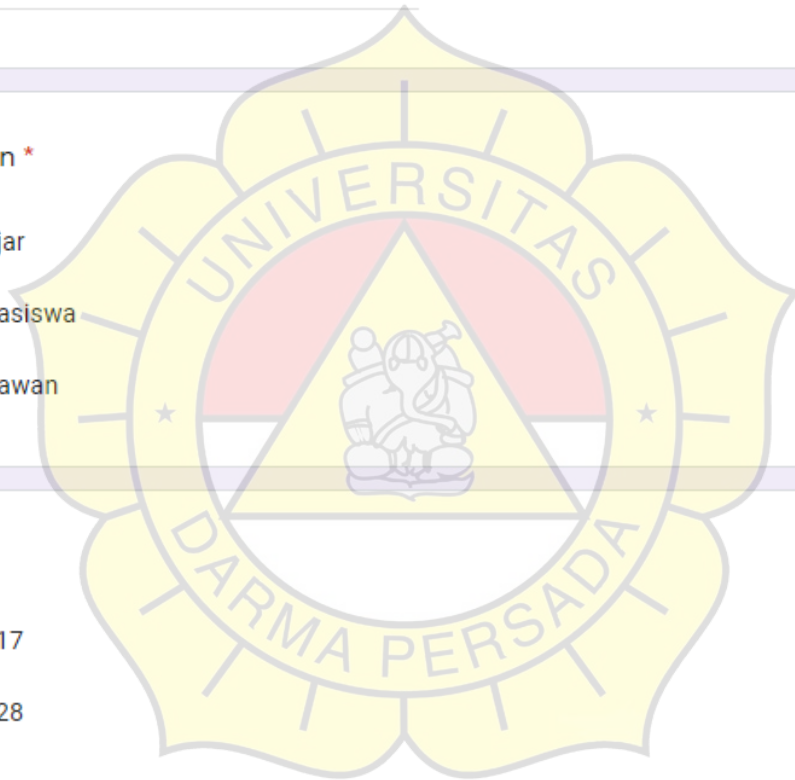 n *
jar
asiswa
awan
17
28
UNIVERSITAS
DARMA PERSADA